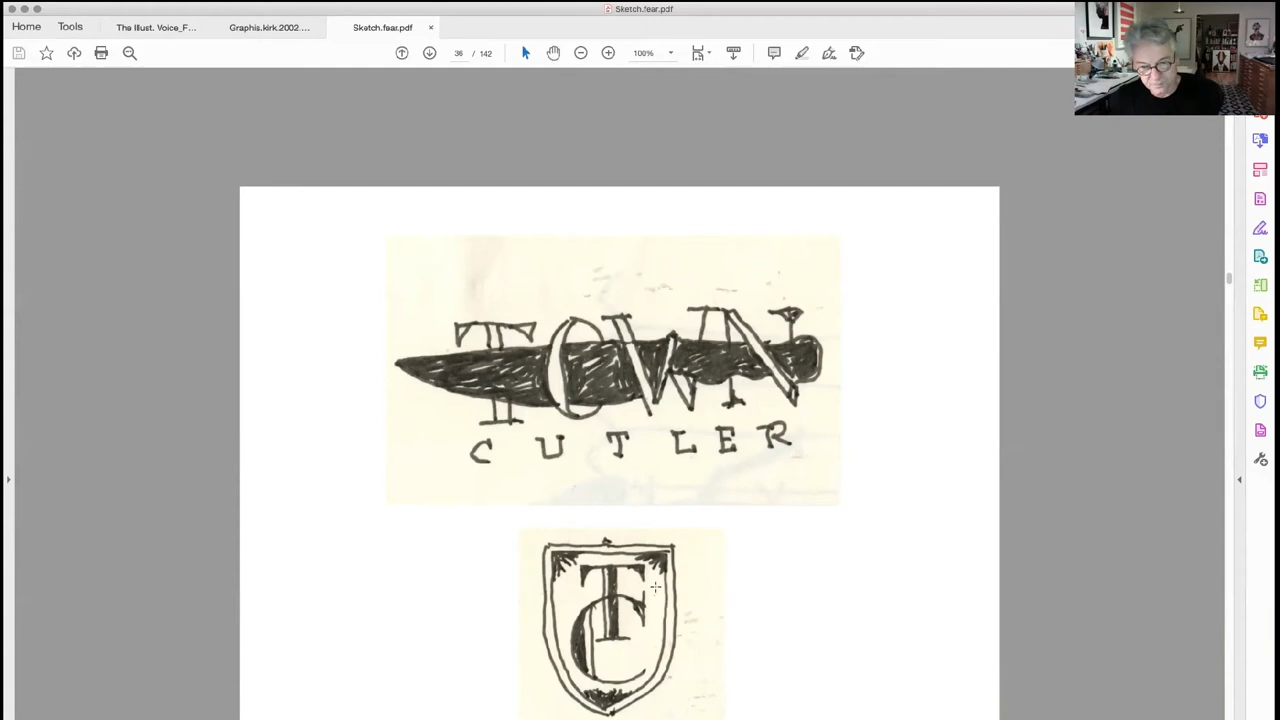 Sketch.fear.pdf
Home Tools The Illust. Voice_F... Graphis.kirk.2002.... Sketch.fear.pdf ×
36 / 142 100%
TOWN
CUTLER
TC